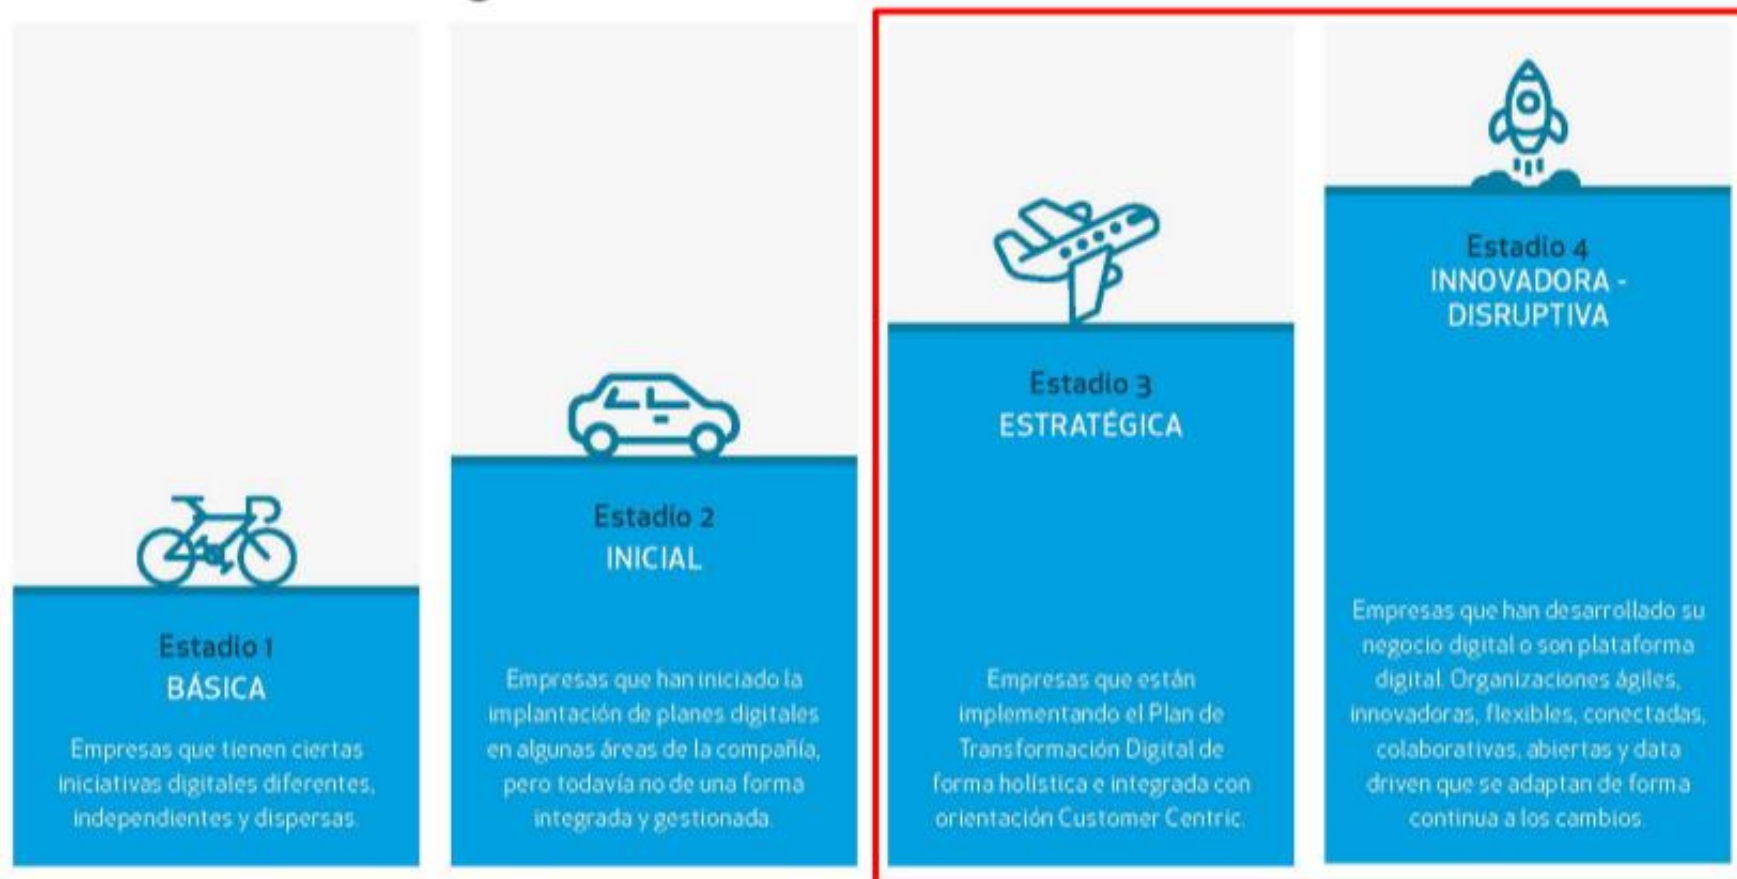 Estadio 1
BÁSICA
Empresas que tienen ciertas
iniciativas digitales diferentes,
independientes y dispersas.
Estadio 2
INICIAL
Empresas que han iniciado la
implantación de planes digitales
en algunas áreas de la compañía,
pero todavía no de una forma
integrada y gestionada.
Estadio 3
ESTRATÉGICA
Empresas que están
implementando el Plan de
Transformación Digital de
forma holística e integrada con
orientación Customer Centric.
Estadio 4
INNOVADORA -
DISRUPTIVA
Empresas que han desarrollado su
negocio digital o son plataforma
digital. Organizaciones ágiles,
innovadoras, flexibles, conectadas,
colaborativas, abiertas y data
driven que se adaptan de forma
continua a los cambios.